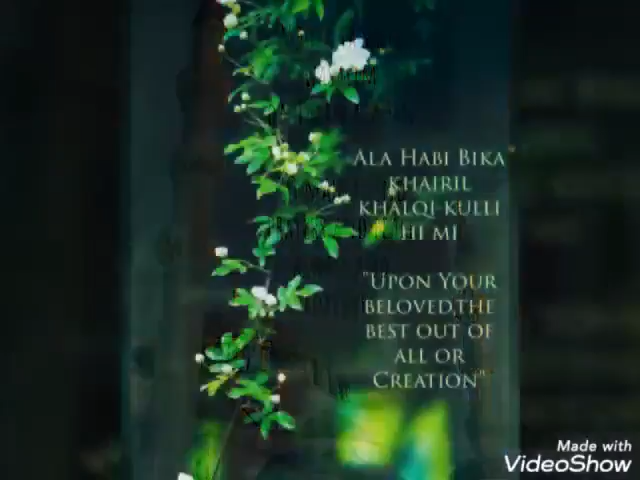 ALA HABI BIKA
KHAIRIL
KHALQI KULLI
HI MI
"UPON YOUR
BELOVED,THE
BEST OUT OF
ALL OR
CREATION"
Made with
VideoShow